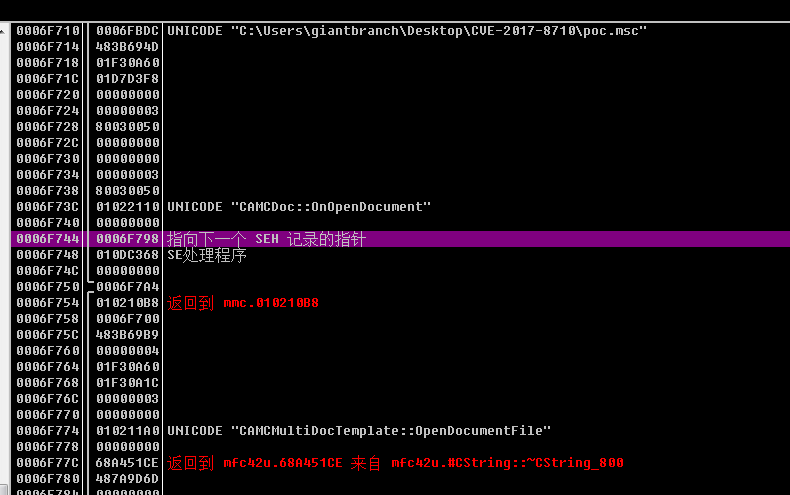 0006F710 0006FBDC UNICODE "C:\Users\giantbranch\Desktop\CVE-2017-8710\poc.msc"
0006F714 483B694D
0006F718 01F30A60
0006F71C 01D7D3F8
0006F720 00000000
0006F724 00000003
0006F728 80030050
0006F72C 00000000
0006F730 00000000
0006F734 00000003
0006F738 80030050
0006F73C 01022110 UNICODE "CAMCDoc::OnOpenDocument"
0006F740 00000000
0006F744 0006F798 指向下一个 SEH 记录的指针
0006F748 010DC368 SE处理程序
0006F74C 00000000
0006F750 0006F7A4
0006F754 010210B8 返回到 mmc.010210B8
0006F758 0006F700
0006F75C 483B69B9
0006F760 00000004
0006F764 01F30A60
0006F768 01F30A1C
0006F76C 00000003
0006F770 00000000
0006F774 010211A0 UNICODE "CAMCMultiDocTemplate::OpenDocumentFile"
0006F778 00000000
0006F77C 68A451CE 返回到 mfc42u.68A451CE 来自 mfc42u.#CString::~CString_800
0006F780 487A9D6D